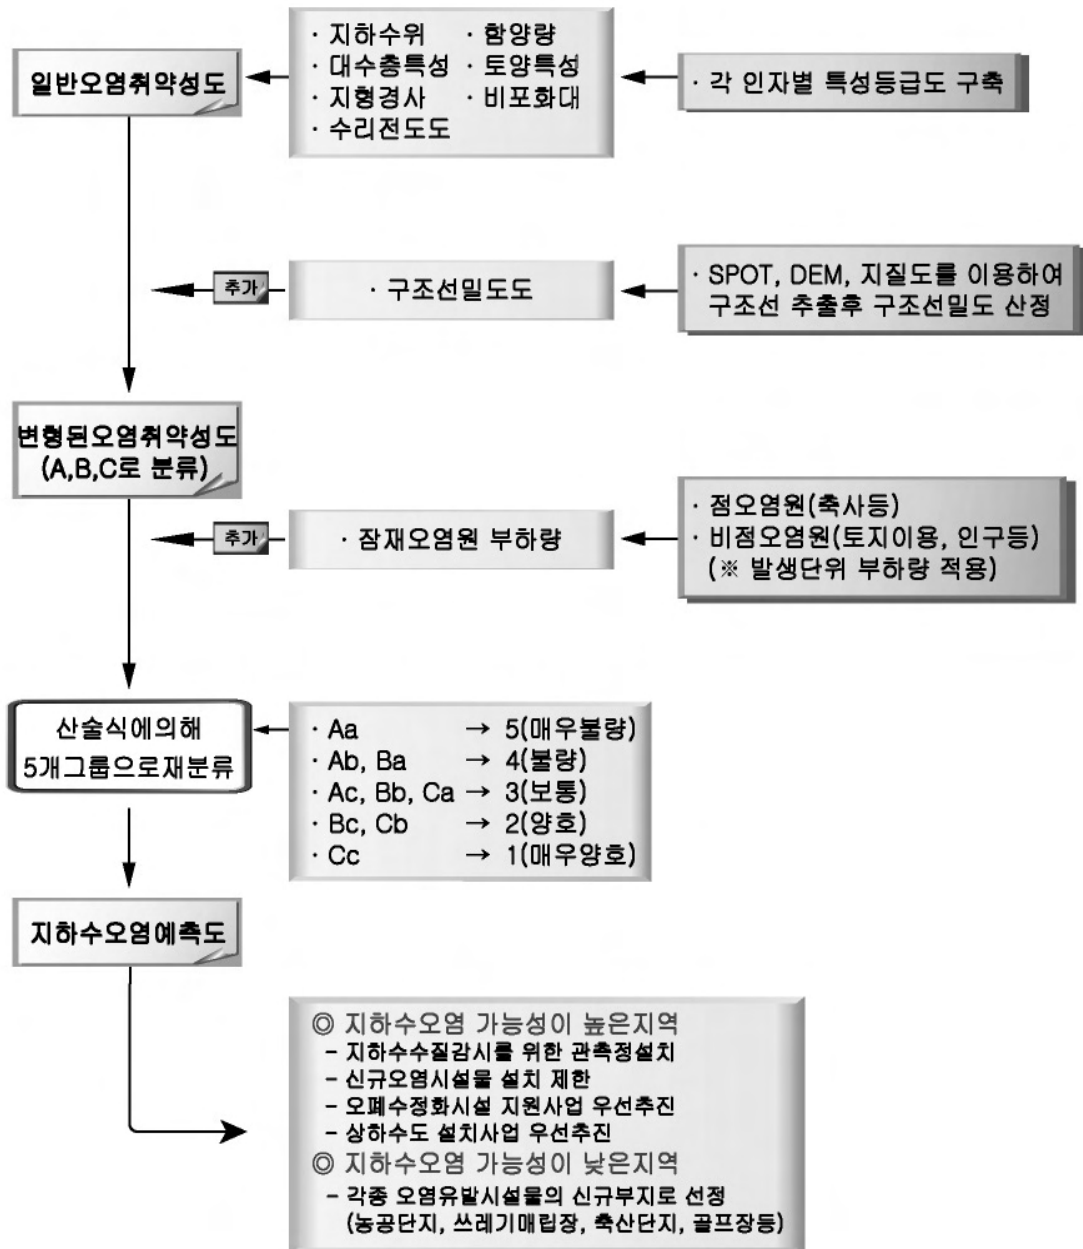 일반오염취약성도
· 지하수위 · 함양량
· 대수층특성 · 토양특성
· 지형경사 · 비포화대
· 수리전도도
· 각 인자별 특성등급도 구축
추가
· 구조선밀도도
· SPOT, DEM, 지질도를 이용하여
구조선 추출후 구조선밀도 산정
변형된오염취약성도
(A,B,C로 분류)
추가
· 잠재오염원 부하량
· 점오염원(축사등)
· 비점오염원(토지이용, 인구등)
(※ 발생단위 부하량 적용)
산술식에의해
5개그룹으로재분류
· Aa → 5(매우불량)
· Ab, Ba → 4(불량)
· Ac, Bb, Ca → 3(보통)
· Bc, Cb → 2(양호)
· Cc → 1(매우양호)
지하수오염예측도
◎ 지하수오염 가능성이 높은지역
- 지하수수질감시를 위한 관측정설치
- 신규오염시설물 설치 제한
- 오폐수정화시설 지원사업 우선추진
- 상하수도 설치사업 우선추진
◎ 지하수오염 가능성이 낮은지역
- 각종 오염유발시설물의 신규부지로 선정
(농공단지, 쓰레기매립장, 축산단지, 골프장등)